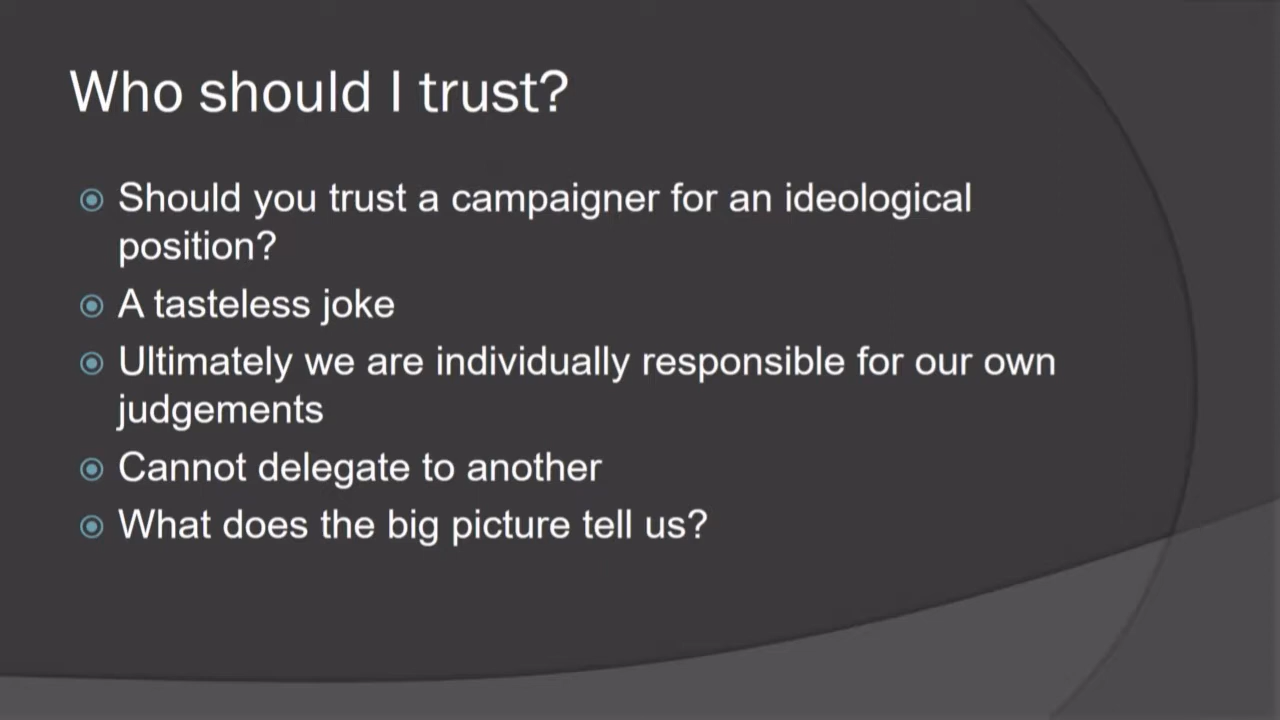 Who should I trust?
Should you trust a campaigner for an ideological
position?
A tasteless joke
Ultimately we are individually responsible for our own
judgements
Cannot delegate to another
What does the big picture tell us?